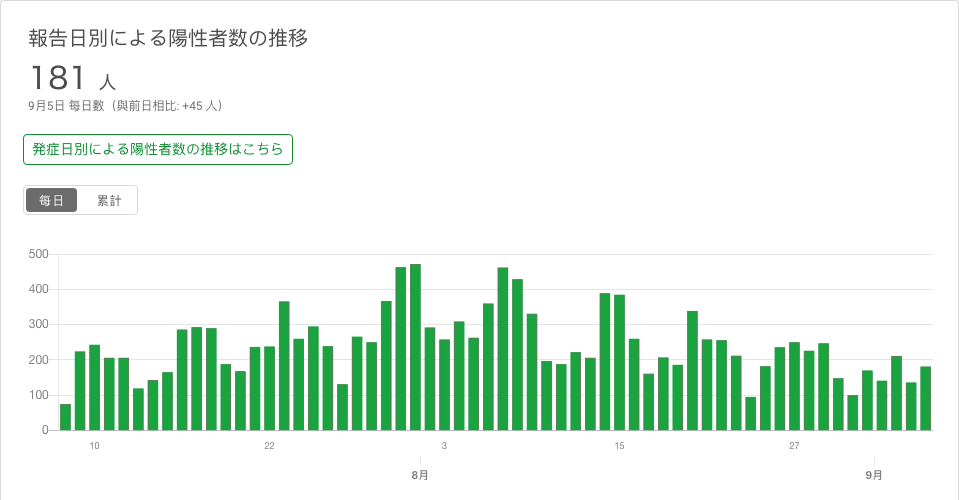 報告日別による陽性者数の推移
181 人
9月5日 每日數（與前日相比: +45 人）
発症日別による陽性者数の推移はこちら
每日 累計
500
400
300
200
100
0
10 22 3 15 27
8月 9月